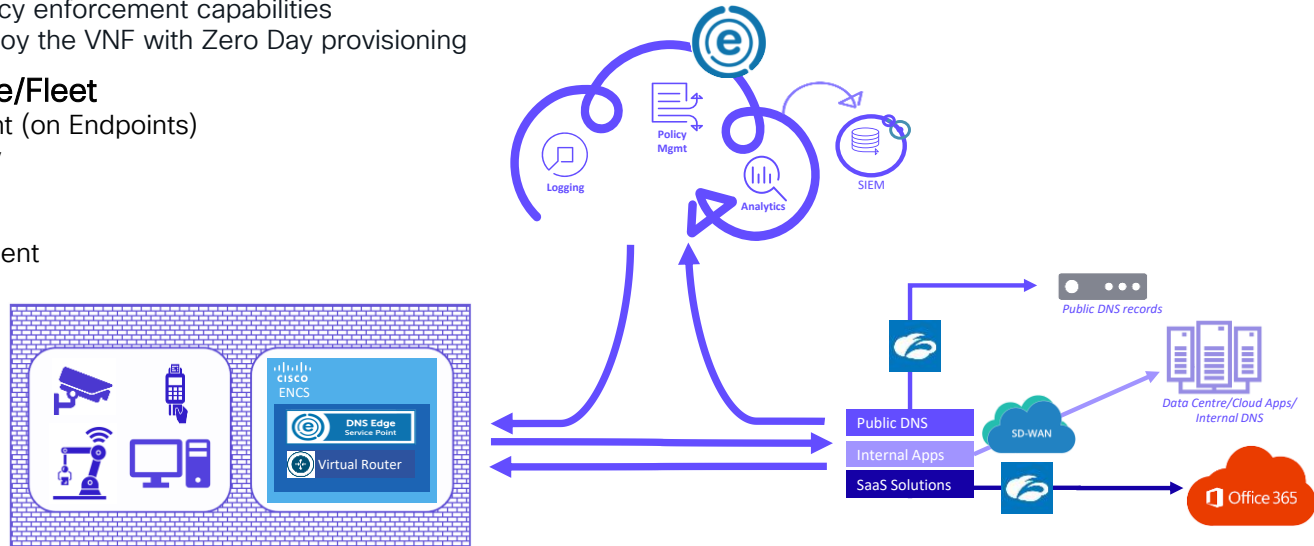 cy enforcement capabilities
oy the VNF with Zero Day provisioning
e/Fleet
nt (on Endpoints)
ent
e
Policy
Mgmt
Logging
Analytics
SIEM
Public DNS records
Data Centre/Cloud Apps/
Internal DNS
CISCO
ENCS
e
DNS Edge
Service Point
Virtual Router
Public DNS
Internal Apps
SaaS Solutions
SD-WAN
Office 365